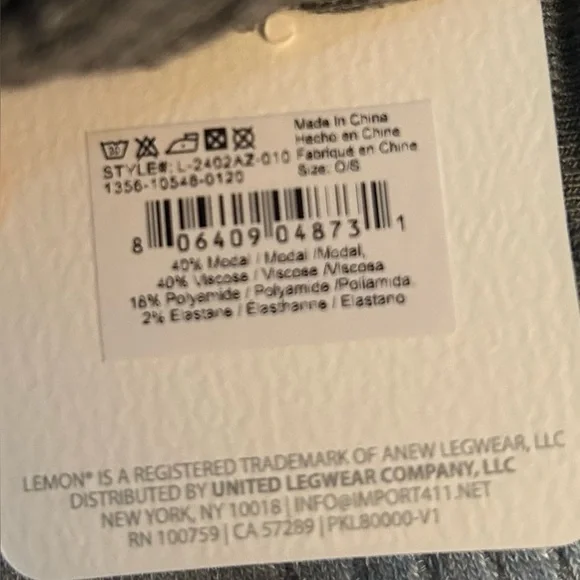 STYLE#: L-2402AZ-010
1356-10548-0120
Made In China
Hecho en Chine
Fabriqué en Chine
Size: O/S
8 06409 04873 1
40% Modal / Modal /Modal,
40% Viscose / Viscose /Viscosa
18% Polyamide / Polyamide /Poliamida
2% Elastane / Elasthanne / Elastano
LEMON® IS A REGISTERED TRADEMARK OF ANEW LEGWEAR, LLC
DISTRIBUTED BY UNITED LEGWEAR COMPANY, LLC
NEW YORK, NY 10018 | INFO@IMPORT411.NET
RN 100759 | CA 57289 | PKL80000-V1